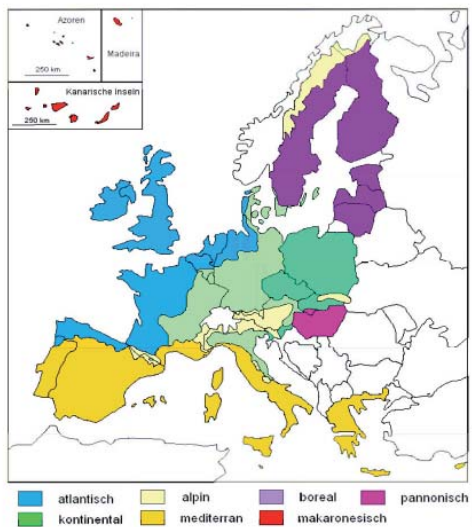 Azoren
Madeira
250 km
Kanarische Inseln
250 km
atlantisch
alpin
boreal
pannonisch
kontinental
mediterran
makaronesisch